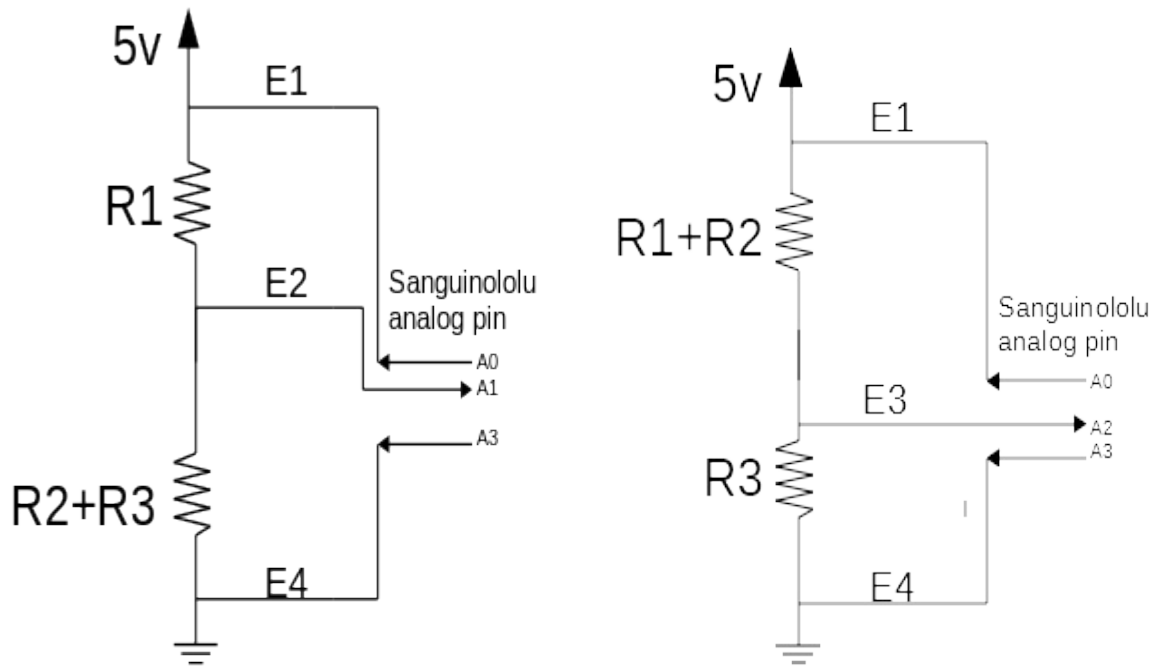 5v
E1
R1
E2
Sanguinololu
analog pin
A0
A1
A3
R2+R3
E4
5v
E1
R1+R2
Sanguinololu
analog pin
A0
E3
A2
A3
R3
E4